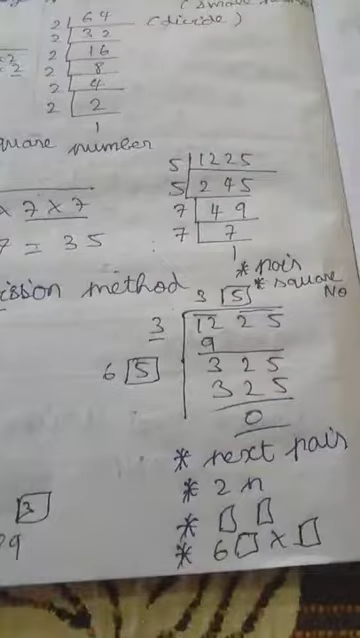 2 64 (divide)
2 32
2 16
2 8
2 4
2 2
1
square number
5 1225
5 245
7 49
7 7
1
× 7 × 7
7 = 35
* pair
* square No
ission method
3 5
3 12 25
9
6 5 3 25
3 25
0
* next pair
* 2 n
* □ □
* 6□ × □
3
9